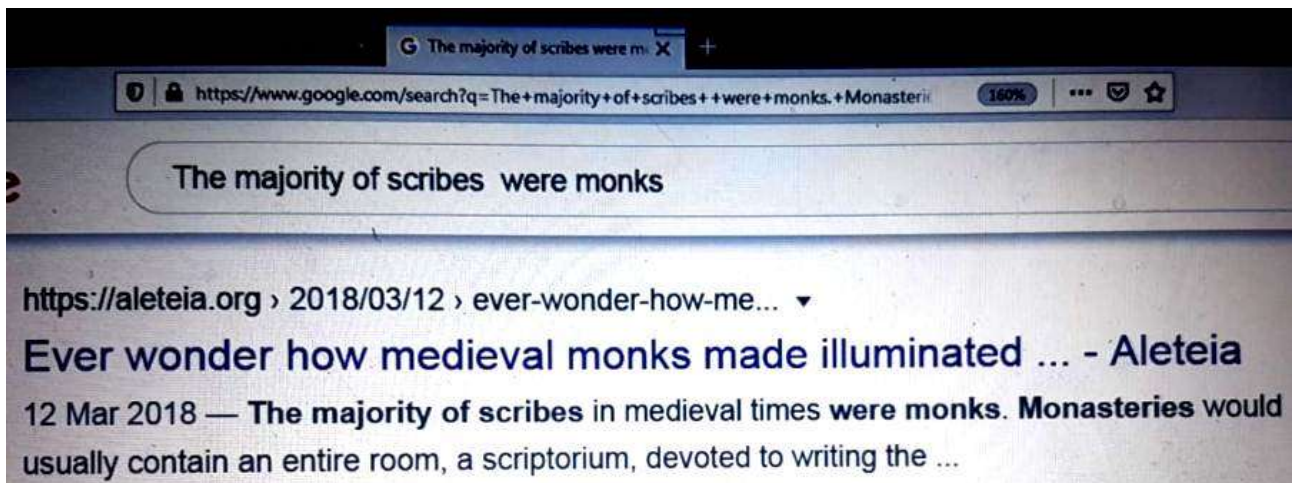 G The majority of scribes were m
https://www.google.com/search?q=The+majority+of+scribes+ +were+monks.+Monasteri 160%
The majority of scribes were monks
https://aleteia.org › 2018/03/12 › ever-wonder-how-me...
Ever wonder how medieval monks made illuminated ... - Aleteia
12 Mar 2018 — The majority of scribes in medieval times were monks. Monasteries would
usually contain an entire room, a scriptorium, devoted to writing the ...